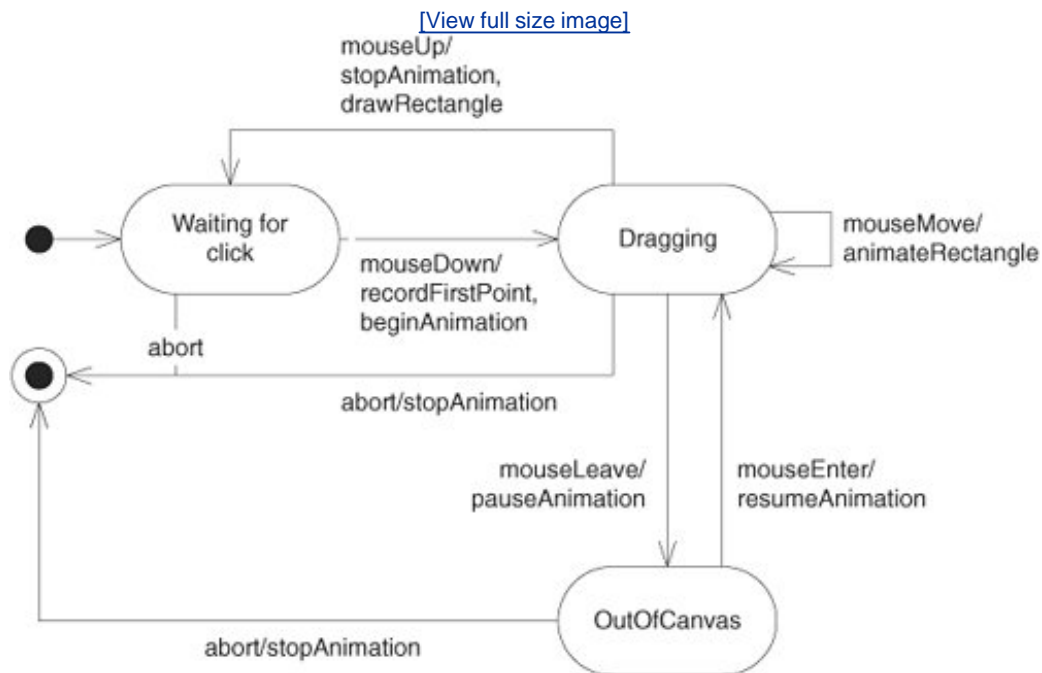 [View full size image]
mouseUp/
stopAnimation,
drawRectangle
Waiting for
click
mouseDown/
recordFirstPoint,
beginAnimation
Dragging
mouseMove/
animateRectangle
abort
abort/stopAnimation
mouseLeave/
pauseAnimation
mouseEnter/
resumeAnimation
OutOfCanvas
abort/stopAnimation